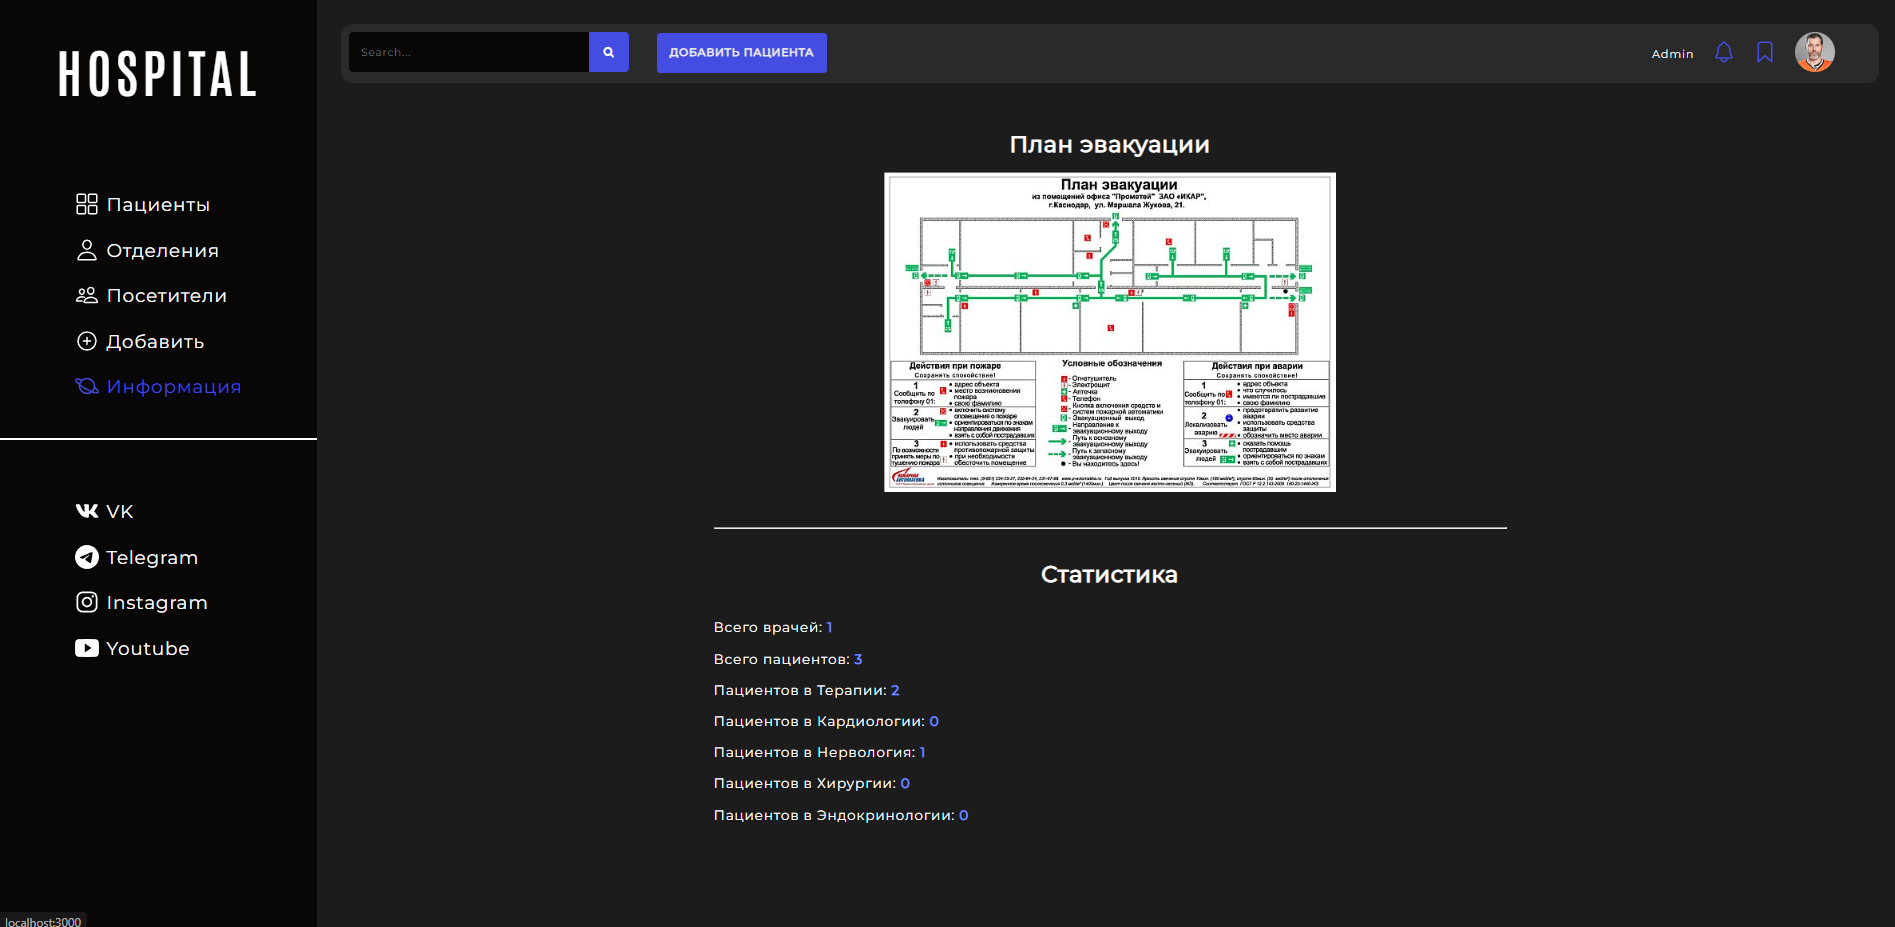 HOSPITAL
Search...
ДОБАВИТЬ ПАЦИЕНТА
Admin
Пациенты
Отделения
Посетители
Добавить
Информация
VK
Telegram
Instagram
Youtube
План эвакуации
План эвакуации
из помещений офиса "Прометей" ЗАО «ИКАР»,
г.Каснодар, ул. Маршала Жукова, 21.
Действия при пожаре
Сохранять спокойствие!
1
Сообщить по
телефону 01:
• адрес объекта
• место возникновения
пожара
• свою фамилию
2
Эвакуировать
людей
• включить систему
оповещения о пожаре
• ориентироваться по знакам
направления движения
• взять с собой пострадавших
3
По возможности
принять меры по
тушению пожара
• использовать средства
противопожарной защиты
• при необходимости
обесточить помещение
Условные обозначения
- Огнетушитель
- Электрощит
- Аптечка
- Телефон
- Кнопка включения средств и
систем пожарной автоматики
- Эвакуационный выход
- Направление к
эвакуационному выходу
- Путь к основному
эвакуационному выходу
- Путь к запасному
эвакуационному выходу
- Вы находитесь здесь!
Действия при аварии
Сохранять спокойствие!
1
Сообщить по
телефону 01:
• адрес объекта
• что случилось
• имеются ли пострадавшие
• свою фамилию
2
Локализовать
аварию
• предотвратить развитие
аварии
• использовать средства
защиты
• обозначить место аварии
3
Эвакуировать
людей
• оказать помощь
пострадавшим
• ориентироваться по знакам
• взять с собой пострадавших
Статистика
Всего врачей: 1
Всего пациентов: 3
Пациентов в Терапии: 2
Пациентов в Кардиологии: 0
Пациентов в Нервология: 1
Пациентов в Хирургии: 0
Пациентов в Эндокринологии: 0
localhost:3000